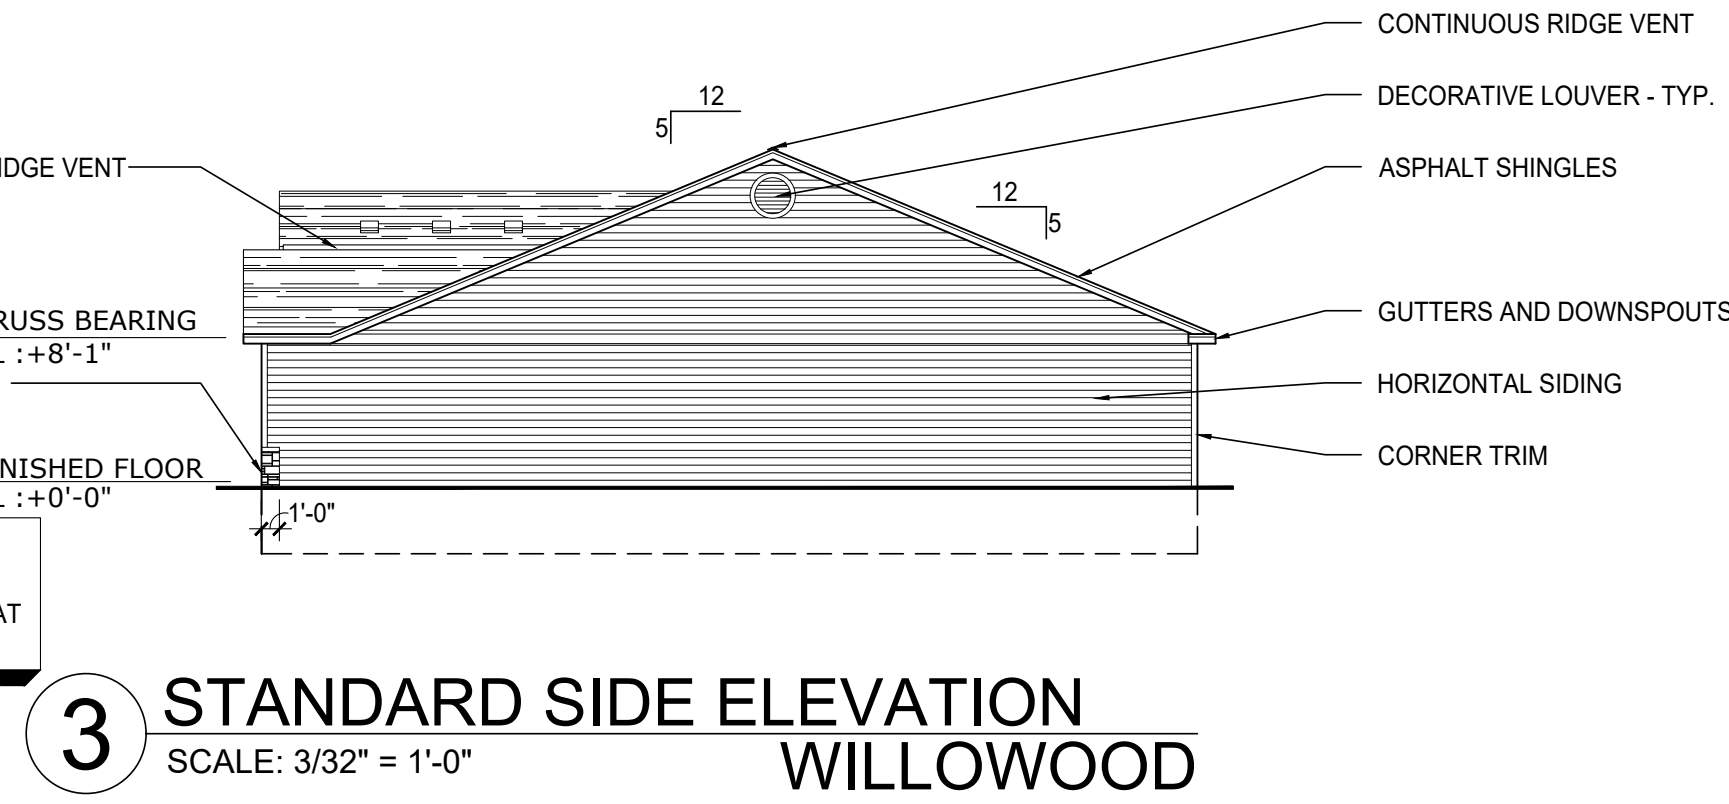 CONTINUOUS RIDGE VENT
12
5
DECORATIVE LOUVER - TYP.
IDGE VENT
ASPHALT SHINGLES
12
5
RUSS BEARING
:+8'-1"
GUTTERS AND DOWNSPOUTS
HORIZONTAL SIDING
NISHED FLOOR
:+0'-0"
CORNER TRIM
1'-0"
AT
3
STANDARD SIDE ELEVATION
SCALE: 3/32" = 1'-0"
WILLOWOOD